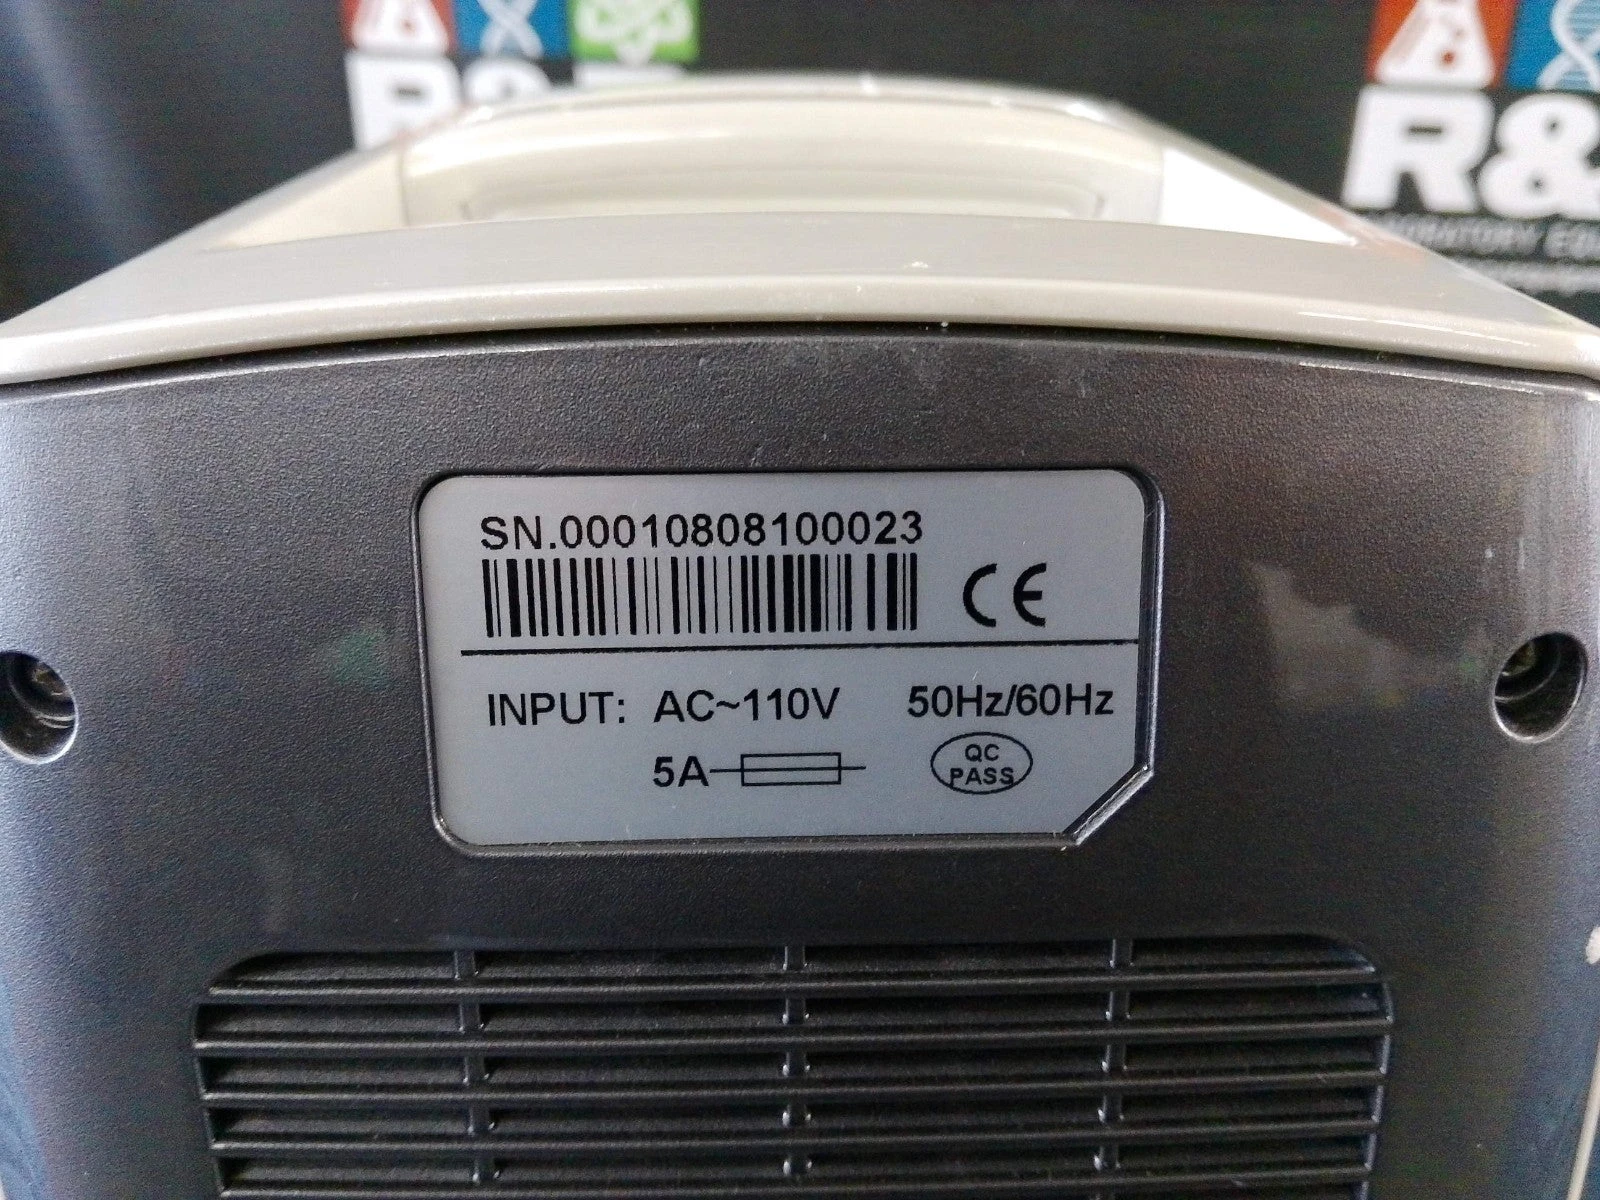 R&
SN.00010808100023
CE
INPUT: AC~110V 50Hz/60Hz
5A
QC
PASS